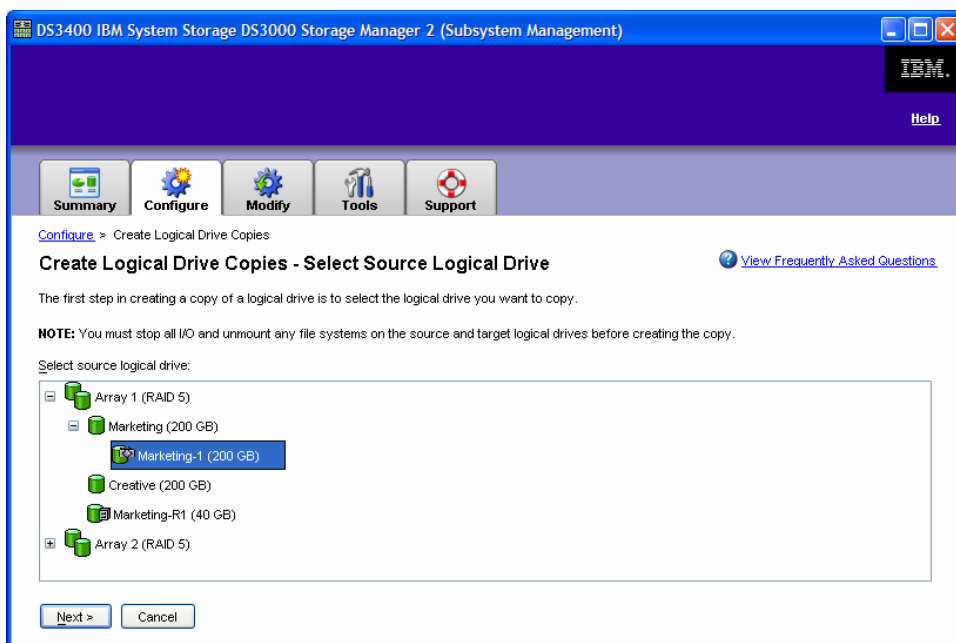 DS3400 IBM System Storage DS3000 Storage Manager 2 (Subsystem Management)
IBM.
Help
Summary Configure Modify Tools Support
Configure > Create Logical Drive Copies
Create Logical Drive Copies - Select Source Logical Drive
View Frequently Asked Questions
The first step in creating a copy of a logical drive is to select the logical drive you want to copy.
NOTE: You must stop all I/O and unmount any file systems on the source and target logical drives before creating the copy.
Select source logical drive:
Array 1 (RAID 5)
Marketing (200 GB)
Marketing-1 (200 GB)
Creative (200 GB)
Marketing-R1 (40 GB)
Array 2 (RAID 5)
Next > Cancel